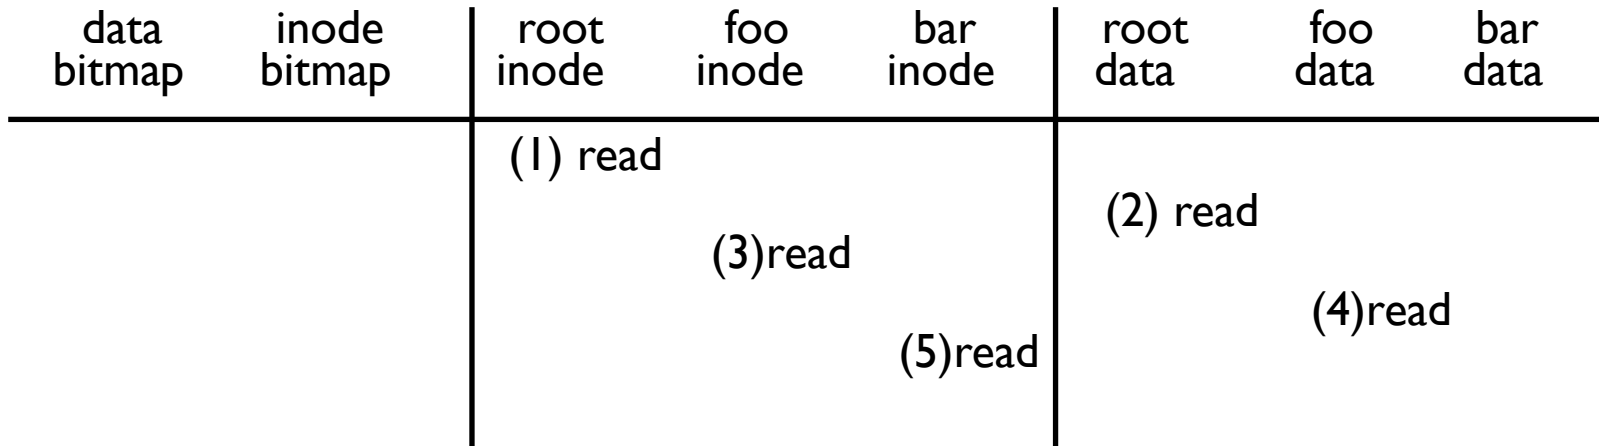 data inode root foo bar root foo bar
bitmap bitmap inode inode inode data data data
(1) read
(2) read
(3)read
(4)read
(5)read